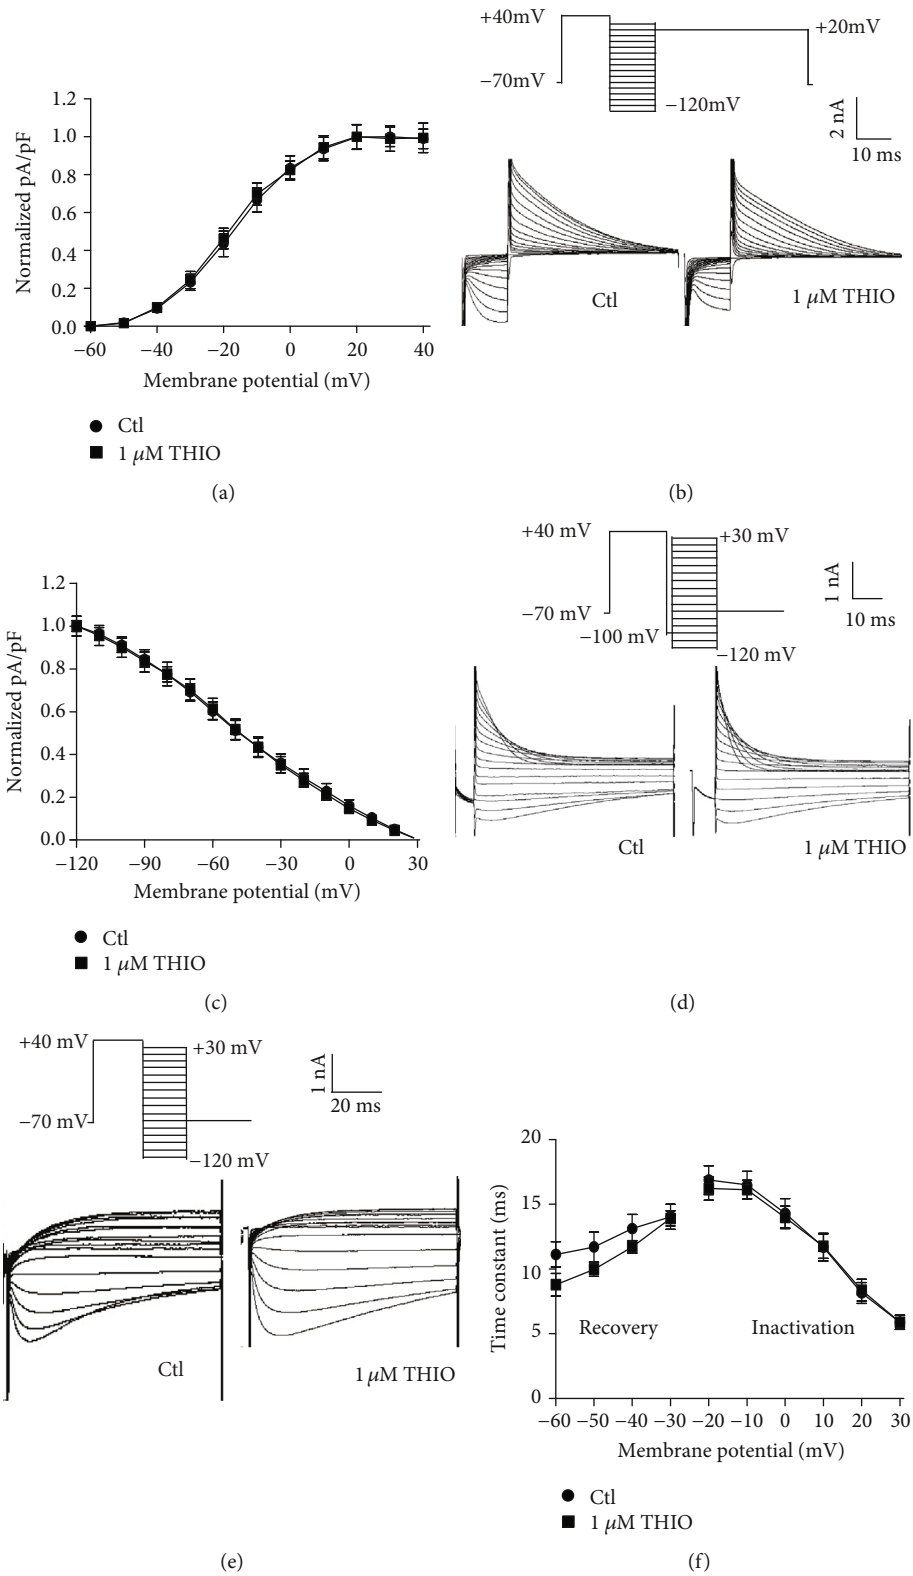 1.2
1.0
0.8
0.6
0.4
0.2
0.0
Normalized pA/pF
−60 −40 −20 0 20 40
Membrane potential (mV)
Ctl
1 μM THIO
(a)
+40mV
+20mV
−70mV
−120mV
2 nA
10 ms
Ctl
1 μM THIO
(b)
1.2
1.0
0.8
0.6
0.4
0.2
0.0
Normalized pA/pF
−120 −90 −60 −30 0 30
Membrane potential (mV)
Ctl
1 μM THIO
(c)
+40 mV
+30 mV
−70 mV
−100 mV
−120 mV
1 nA
10 ms
Ctl
1 μM THIO
(d)
+40 mV
+30 mV
−70 mV
−120 mV
1 nA
20 ms
Ctl
1 μM THIO
(e)
20
15
10
5
0
Time constant (ms)
Recovery
Inactivation
−60 −50 −40 −30 −20 −10 0 10 20 30
Membrane potential (mV)
Ctl
1 μM THIO
(f)